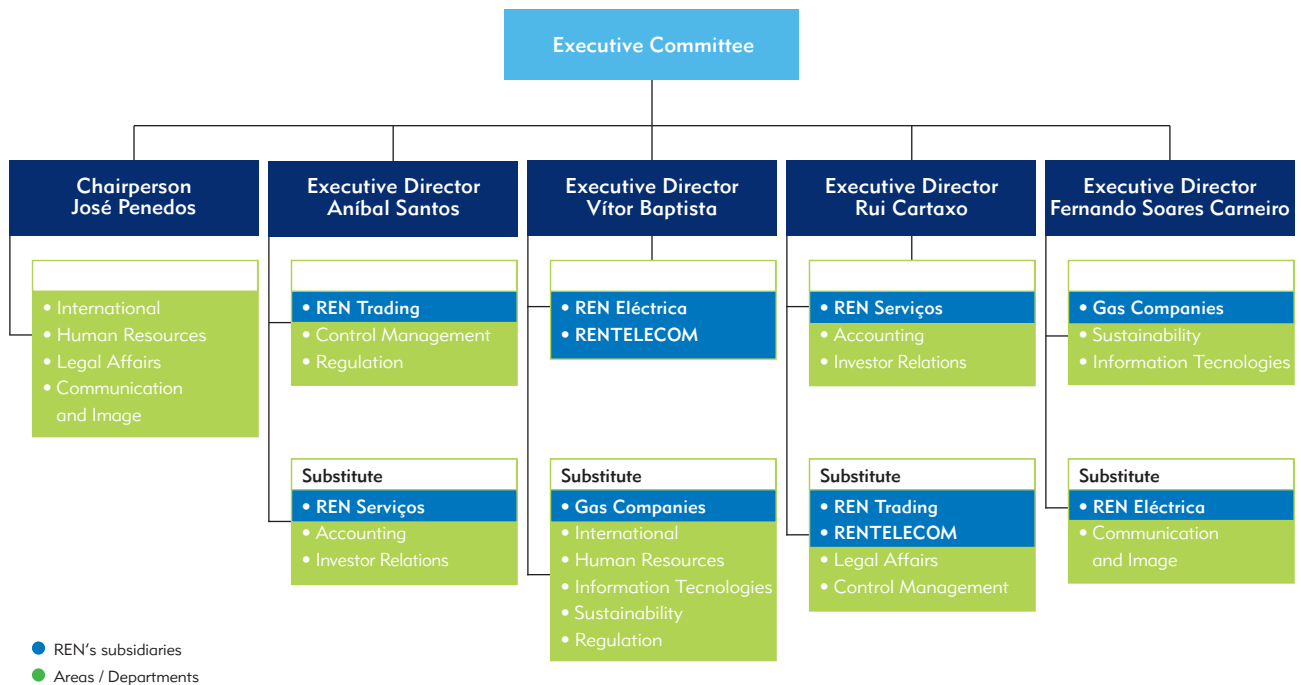 Executive Committee
Chairperson
José Penedos
Executive Director
Aníbal Santos
Executive Director
Vítor Baptista
Executive Director
Rui Cartaxo
Executive Director
Fernando Soares Carneiro
• International
• Human Resources
• Legal Affairs
• Communication
and Image
• REN Trading
• Control Management
• Regulation
• REN Eléctrica
• RENTELECOM
• REN Serviços
• Accounting
• Investor Relations
• Gas Companies
• Sustainability
• Information Tecnologies
Substitute
• REN Serviços
• Accounting
• Investor Relations
Substitute
• Gas Companies
• International
• Human Resources
• Information Tecnologies
• Sustainability
• Regulation
Substitute
• REN Trading
• RENTELECOM
• Legal Affairs
• Control Management
Substitute
• REN Eléctrica
• Communication
and Image
REN's subsidiaries
Areas / Departments